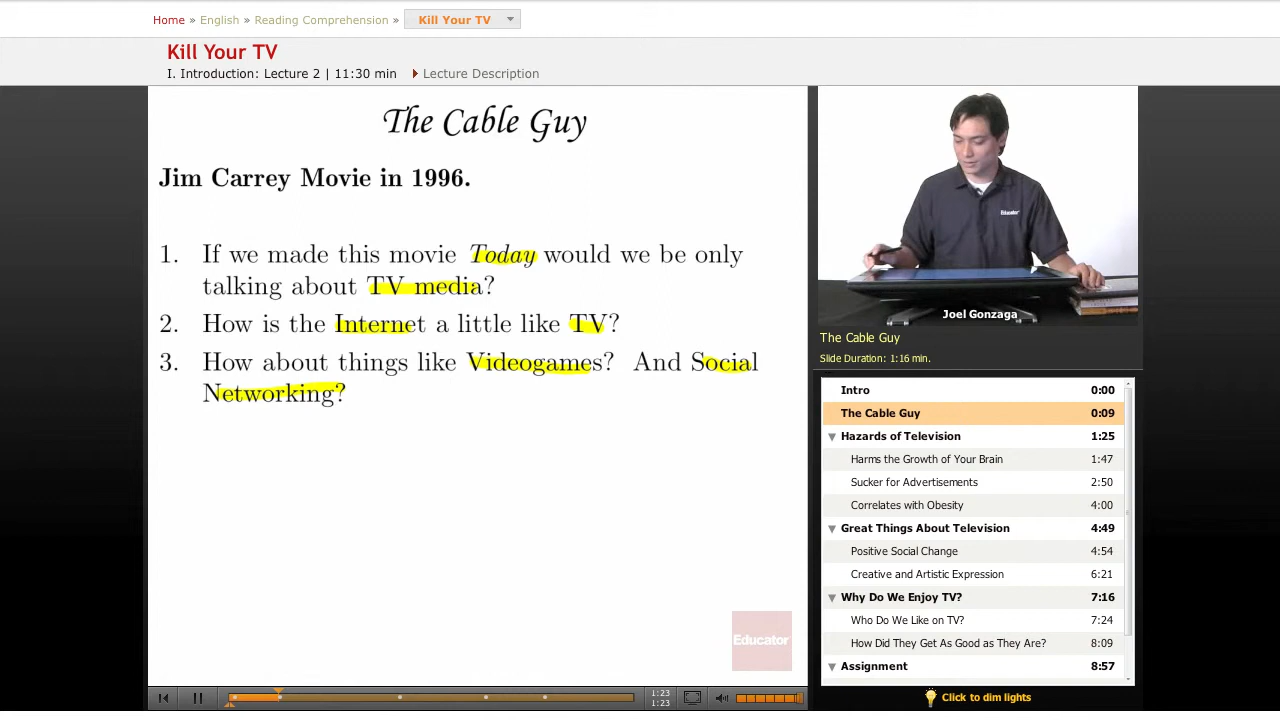 Home » English » Reading Comprehension » Kill Your TV
Kill Your TV
I. Introduction: Lecture 2 | 11:30 min Lecture Description
The Cable Guy
Jim Carrey Movie in 1996.
1. If we made this movie Today would we be only
talking about TV media?
2. How is the Internet a little like TV?
3. How about things like Videogames? And Social
Networking?
Educator
1:23
1:23
Educator
Joel Gonzaga
The Cable Guy
Slide Duration: 1:16 min.
Intro 0:00
The Cable Guy 0:09
Hazards of Television 1:25
Harms the Growth of Your Brain 1:47
Sucker for Advertisements 2:50
Correlates with Obesity 4:00
Great Things About Television 4:49
Positive Social Change 4:54
Creative and Artistic Expression 6:21
Why Do We Enjoy TV? 7:16
Who Do We Like on TV? 7:24
How Did They Get As Good as They Are? 8:09
Assignment 8:57
Click to dim lights